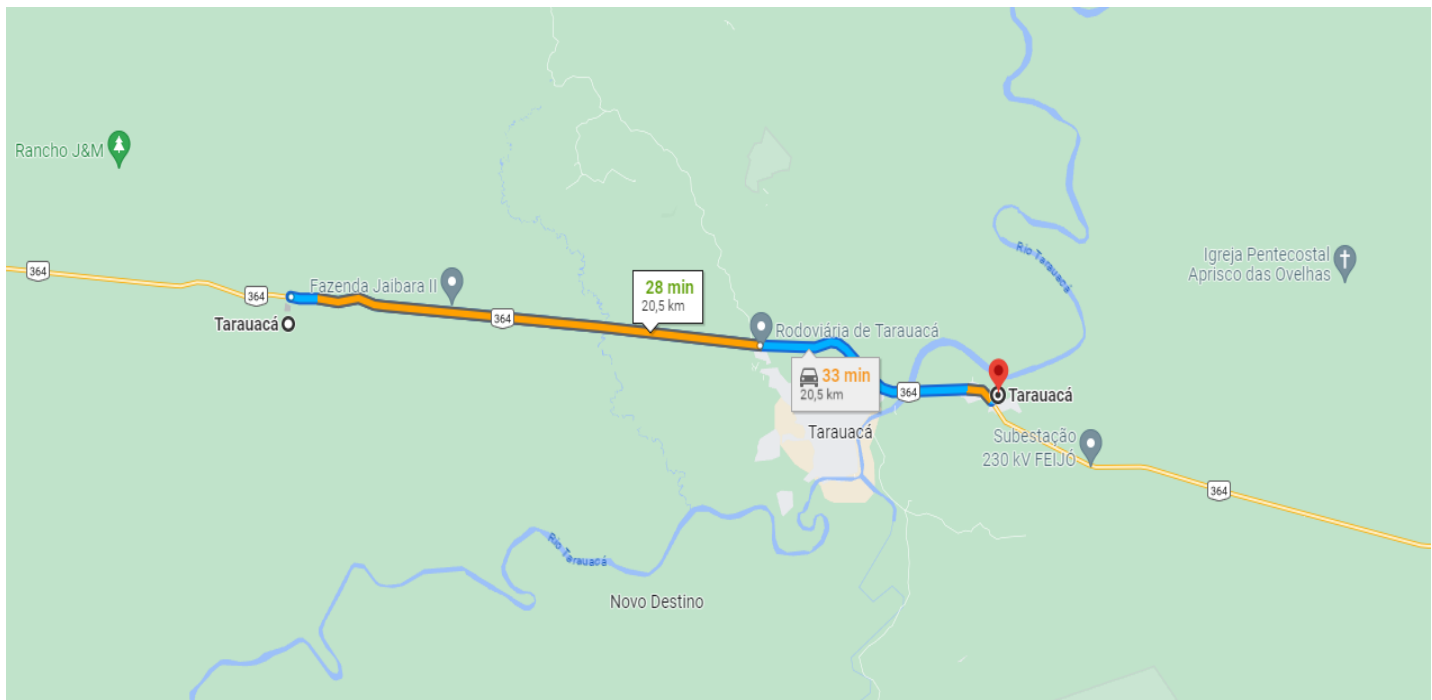 Rancho J&M
364
364
Fazenda Jaibara II
Tarauacá
364
28 min
20,5 km
Rodoviária de Tarauacá
33 min
20,5 km
364
Tarauacá
Tarauacá
Rio Tarauacá
Igreja Pentecostal
Aprisco das Ovelhas
Subestação
230 kV FEIJÓ
364
Rio Tarauacá
Novo Destino